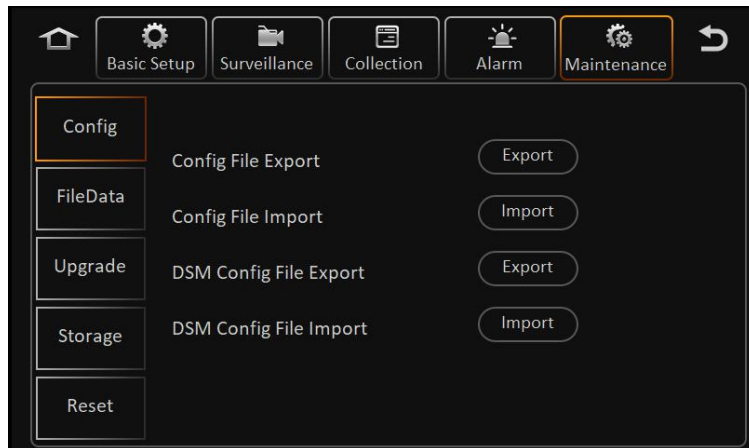 Basic Setup
Surveillance
Collection
Alarm
Maintenance
Config
FileData
Upgrade
Storage
Reset
Config File Export
Export
Config File Import
Import
DSM Config File Export
Export
DSM Config File Import
Import